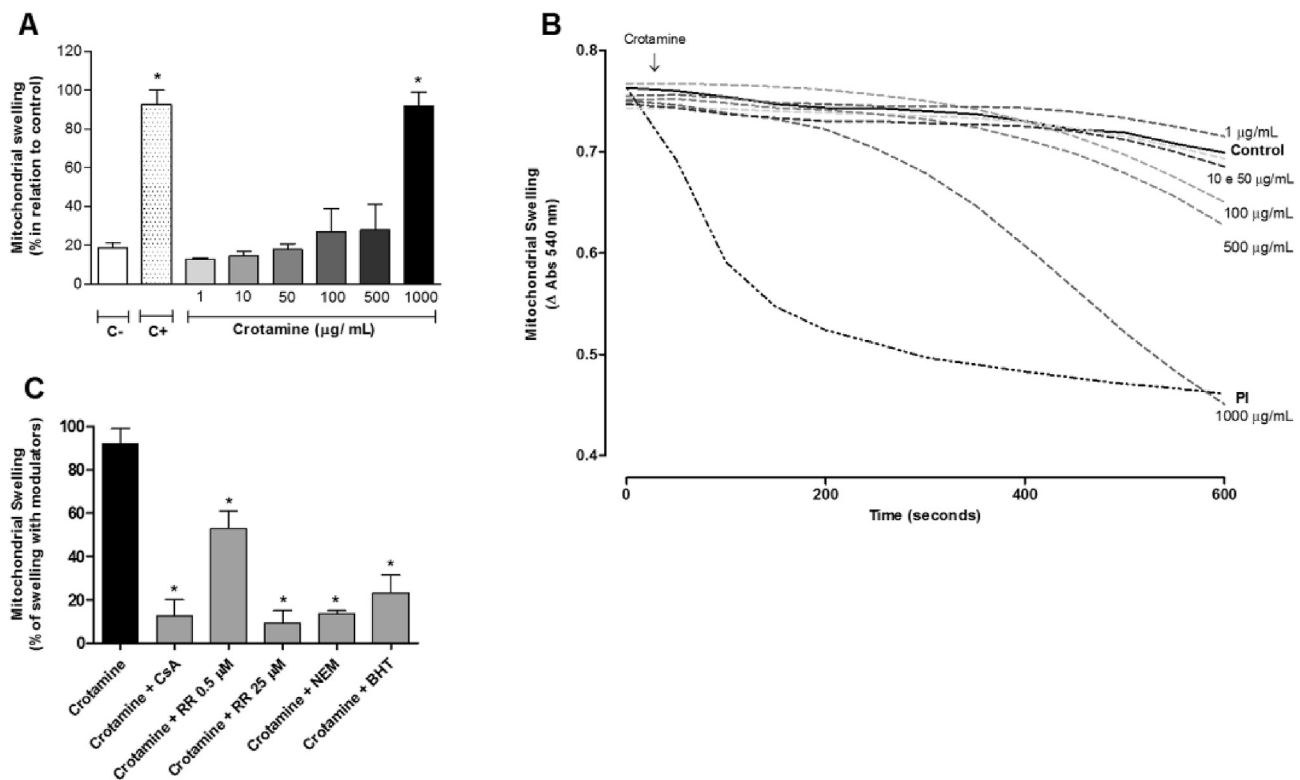 A
Mitochondrial swelling
(% in relation to control)
120
100
80
60
40
20
0
*
*
1 10 50 100 500 1000
C- C+ Crotamine (µg/ mL)
B
Crotamine
Mitochondrial Swelling
(Δ Abs 540 nm)
0.8
0.7
0.6
0.5
0.4
1 µg/mL
Control
10 e 50 µg/mL
100 µg/mL
500 µg/mL
PI
1000 µg/mL
0 200 400 600
Time (seconds)
C
Mitochondrial Swelling
(% of swelling with modulators)
100
80
60
40
20
0
*
*
*
*
*
Crotamine
Crotamine + CsA
Crotamine + RR 0.5 µM
Crotamine + RR 25 µM
Crotamine + NEM
Crotamine + BHT